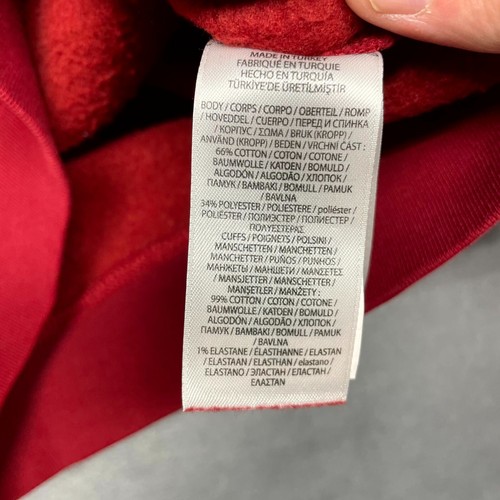 MADE IN TURKEY
FABRIQUÉ EN TURQUIE
HECHO EN TURQUÍA
TÜRKİYE'DE ÜRETİLMİŞTİR
BODY / CORPS / CORPO / OBERTEIL / ROMP
/ HOVEDDEL / CUERPO / ПЕРЕД И СПИНКА
/ КОРПУС / ΣΩΜΑ / BRUK (KROPP) /
ANVÄND (KROPP) / BEDEN / VRCHNÍ ČÁST :
66% COTTON / COTON / COTONE /
BAUMWOLLE / KATOEN / BOMULD /
ALGODÓN / ALGODÃO / ХЛОПОК /
ПАМУК / BAMBAKI / BOMULL / PAMUK
/ BAVLNA
34% POLYESTER / POLIESTERE / poliéster /
POLIÉSTER / ПОЛИЭСТЕР / ПОЛИЕСТЕР /
ΠΟΛΥΕΣΤΕΡΑΣ
CUFFS / POIGNETS / POLSINI /
MANSCHETTEN / MANCHETTEN /
MANCHETTER / PUÑOS / PUNHOS /
МАНЖЕТЫ / МАНШЕТИ / ΜΑΝΣΕΤΕΣ
/ MANSJETTER / MANSCHETTER /
MANŞETLER / MANŽETY :
99% COTTON / COTON / COTONE /
BAUMWOLLE / KATOEN / BOMULD /
ALGODÓN / ALGODÃO / ХЛОПОК /
ПАМУК / BAMBAKI / BOMULL / PAMUK
/ BAVLNA
1% ELASTANE / ÉLASTHANNE / ELASTAN
/ ELASTAAN / ELASTHAN / elastano /
ELASTANO / ЭЛАСТАН / ЕЛАСТАН /
ΕΛΑΣΤΑΝ